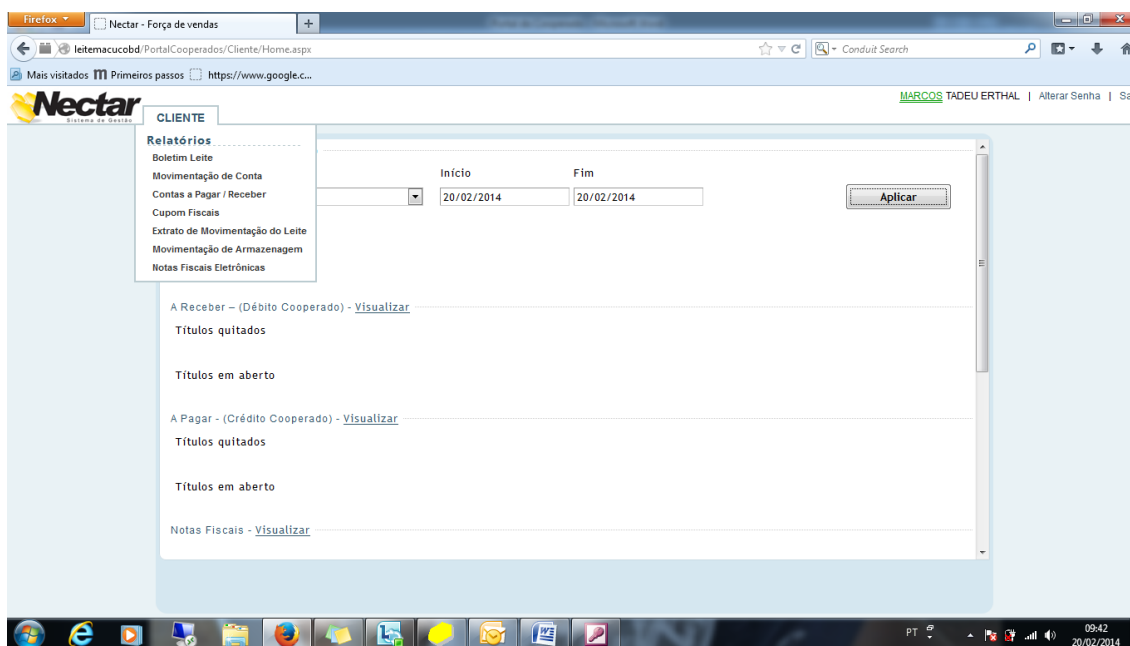 Firefox
Nectar - Força de vendas
leitemacucobd/PortalCooperados/Cliente/Home.aspx
Conduit Search
Mais visitados
Primeiros passos
https://www.google.c...
Nectar
Sistema de Gestão
MARCOS TADEU ERTHAL | Alterar Senha | Sa
CLIENTE
Relatórios
Boletim Leite
Movimentação de Conta
Contas a Pagar / Receber
Cupom Fiscais
Extrato de Movimentação do Leite
Movimentação de Armazenagem
Notas Fiscais Eletrônicas
Início Fim
20/02/2014 20/02/2014 Aplicar
A Receber – (Débito Cooperado) - Visualizar
Títulos quitados
Títulos em aberto
A Pagar - (Crédito Cooperado) - Visualizar
Títulos quitados
Títulos em aberto
Notas Fiscais - Visualizar
PT
09:42
20/02/2014